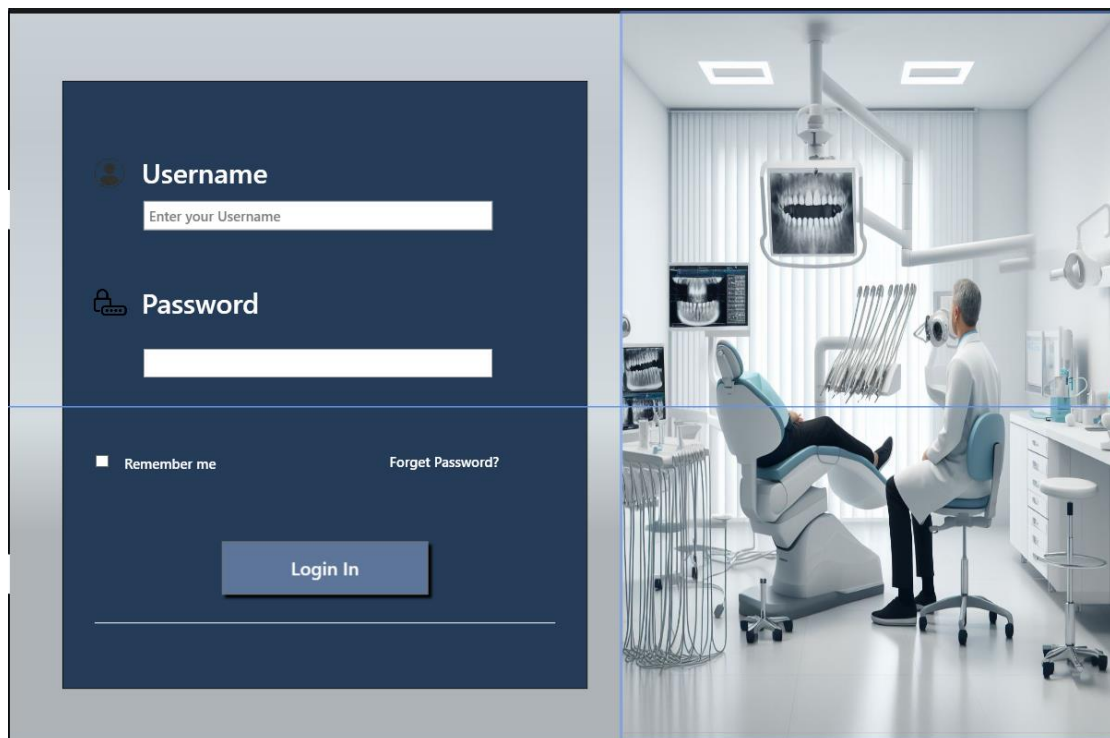 Username
Enter your Username
Password
Remember me
Forget Password?
Login In